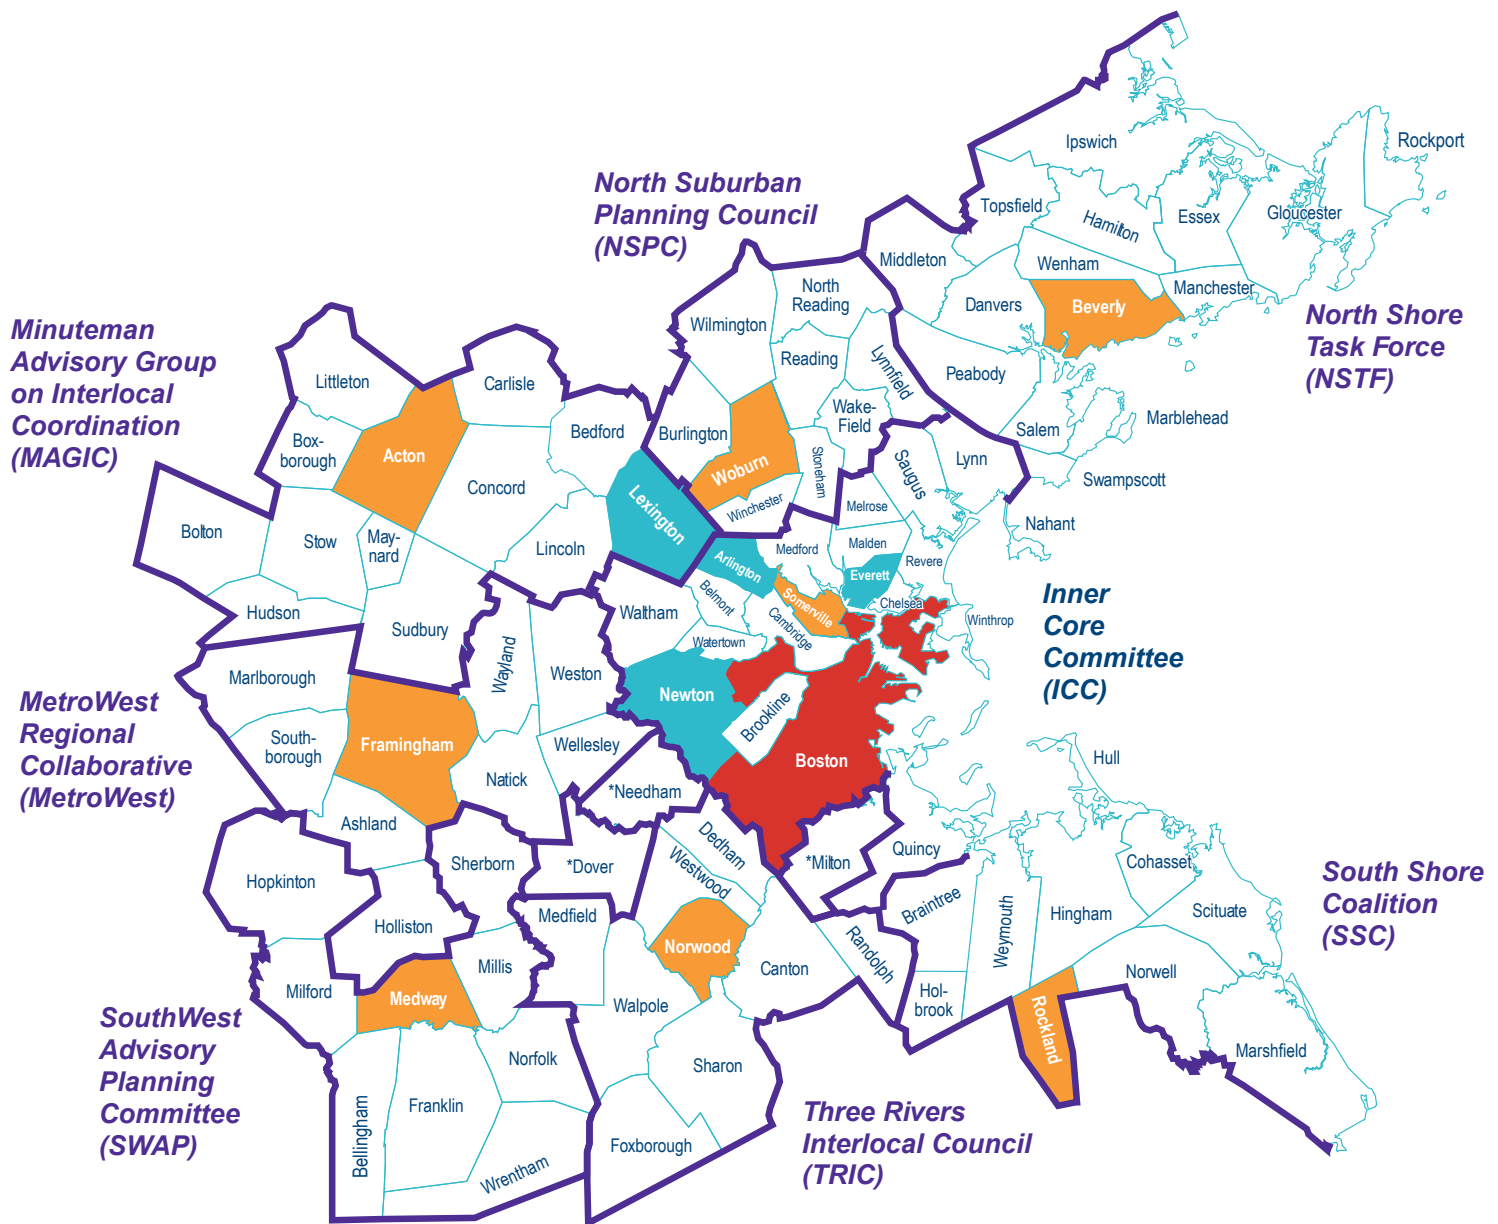 Ipswich
Rockport
North Suburban
Planning Council
(NSPC)
Topsfield
Hamilton
Essex
Gloucester
Middleton
Wenham
North
Reading
Danvers
Beverly
Manchester
North Shore
Task Force
(NSTF)
Minuteman
Advisory Group
on Interlocal
Coordination
(MAGIC)
Wilmington
Reading
Lynnfield
Peabody
Littleton
Carlisle
Wake-
Field
Marblehead
Salem
Bedford
Burlington
Box-
borough
Acton
Woburn
Stoneham
Saugus
Lynn
Swampscott
Concord
Lexington
Winchester
Melrose
Nahant
Bolton
Stow
May-
nard
Lincoln
Arlington
Medford
Malden
Revere
Everett
Hudson
Sudbury
Waltham
Belmont
Somerville
Chelsea
Winthrop
Cambridge
Watertown
Inner
Core
Committee
(ICC)
Marlborough
Wayland
Weston
Newton
Brookline
MetroWest
Regional
Collaborative
(MetroWest)
South-
borough
Framingham
Wellesley
Natick
Boston
Hull
*Needham
Ashland
Dedham
Sherborn
*Dover
Westwood
*Milton
Quincy
Cohasset
South Shore
Coalition
(SSC)
Hopkinton
Holliston
Medfield
Braintree
Weymouth
Hingham
Scituate
Norwood
Randolph
Canton
Norwell
Milford
Medway
Millis
Walpole
Hol-
brook
Rockland
SouthWest
Advisory
Planning
Committee
(SWAP)
Norfolk
Sharon
Marshfield
Bellingham
Franklin
Wrentham
Foxborough
Three Rivers
Interlocal Council
(TRIC)